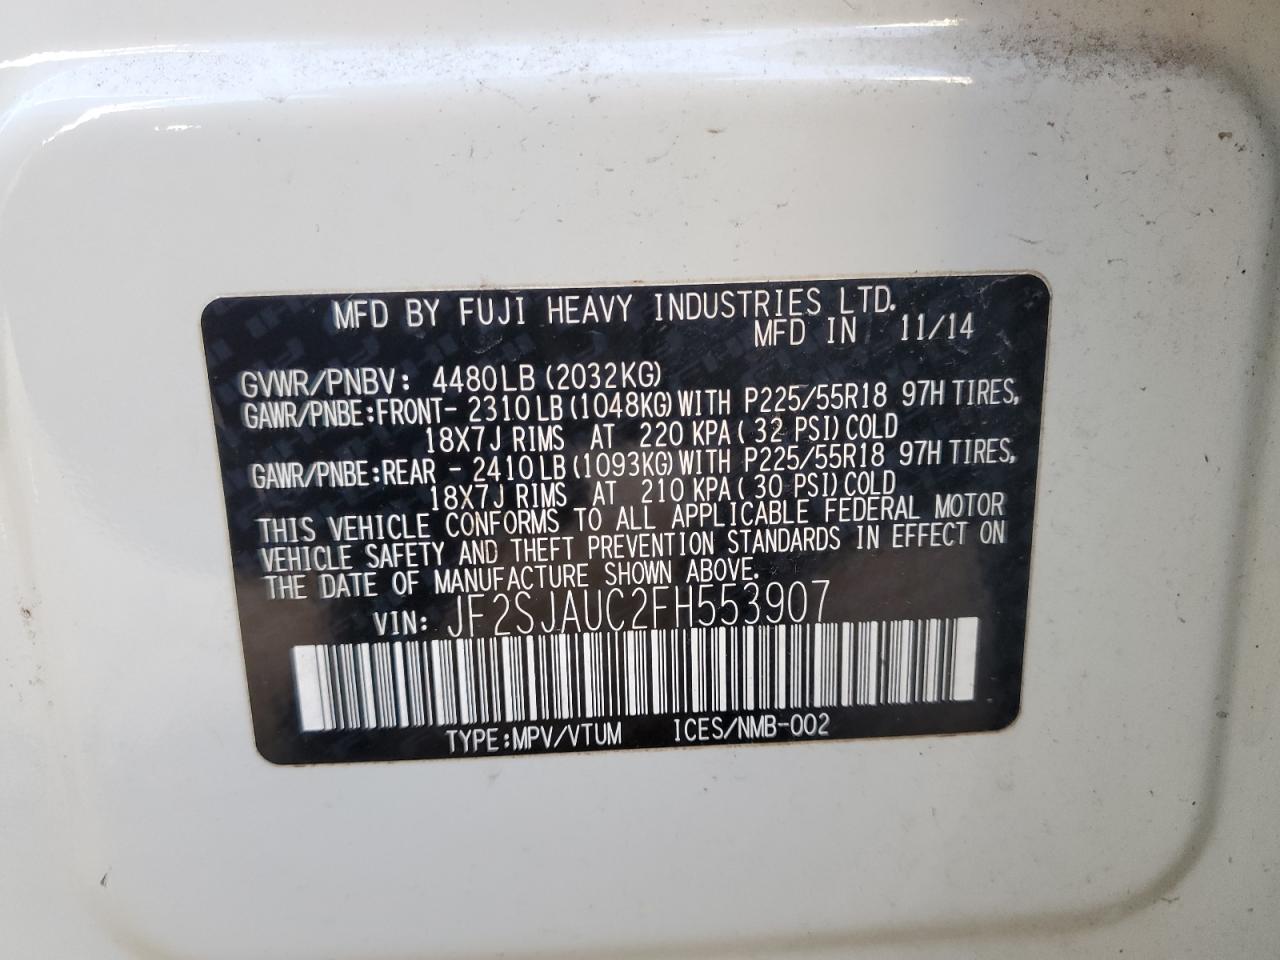 MFD BY FUJI HEAVY INDUSTRIES LTD.
MFD IN 11/14
GVWR/PNBV: 4480LB (2032KG)
GAWR/PNBE:FRONT- 2310LB (1048KG) WITH P225/55R18 97H TIRES,
18X7J RIMS AT 220 KPA ( 32 PSI) COLD
GAWR/PNBE:REAR - 2410LB (1093KG) WITH P225/55R18 97H TIRES,
18X7J RIMS AT 210 KPA ( 30 PSI) COLD
THIS VEHICLE CONFORMS TO ALL APPLICABLE FEDERAL MOTOR
VEHICLE SAFETY AND THEFT PREVENTION STANDARDS IN EFFECT ON
THE DATE OF MANUFACTURE SHOWN ABOVE.
VIN: JF2SJAUC2FH553907
TYPE:MPV/VTUM ICES/NMB-002